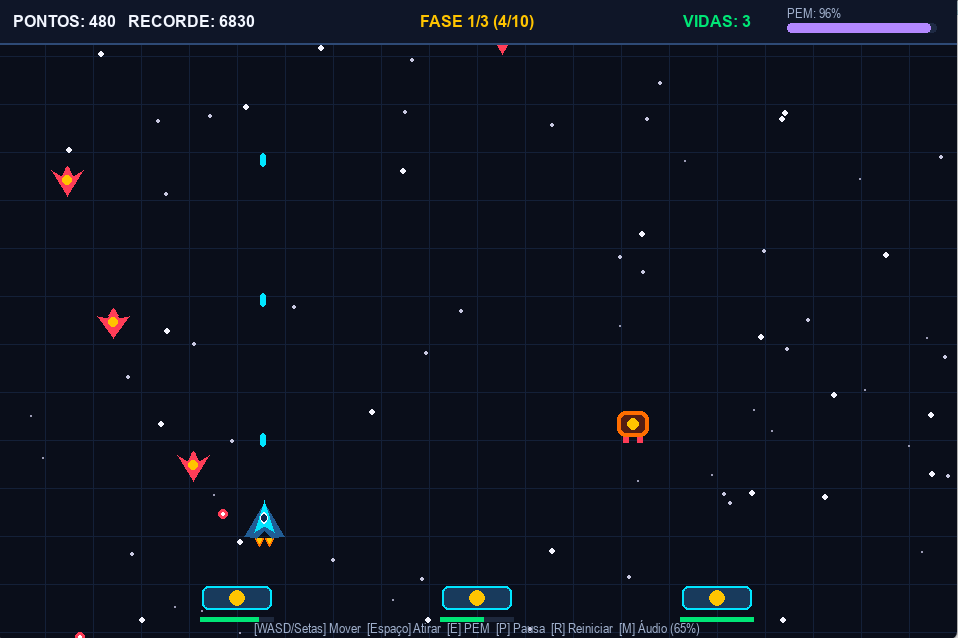 PONTOS: 480 RECORDE: 6830
FASE 1/3 (4/10)
VIDAS: 3
PEM: 96%
[WASD/Setas] Mover [Espaço] Atirar [E] PEM [P] Pausa [R] Reiniciar [M] Áudio (65%)